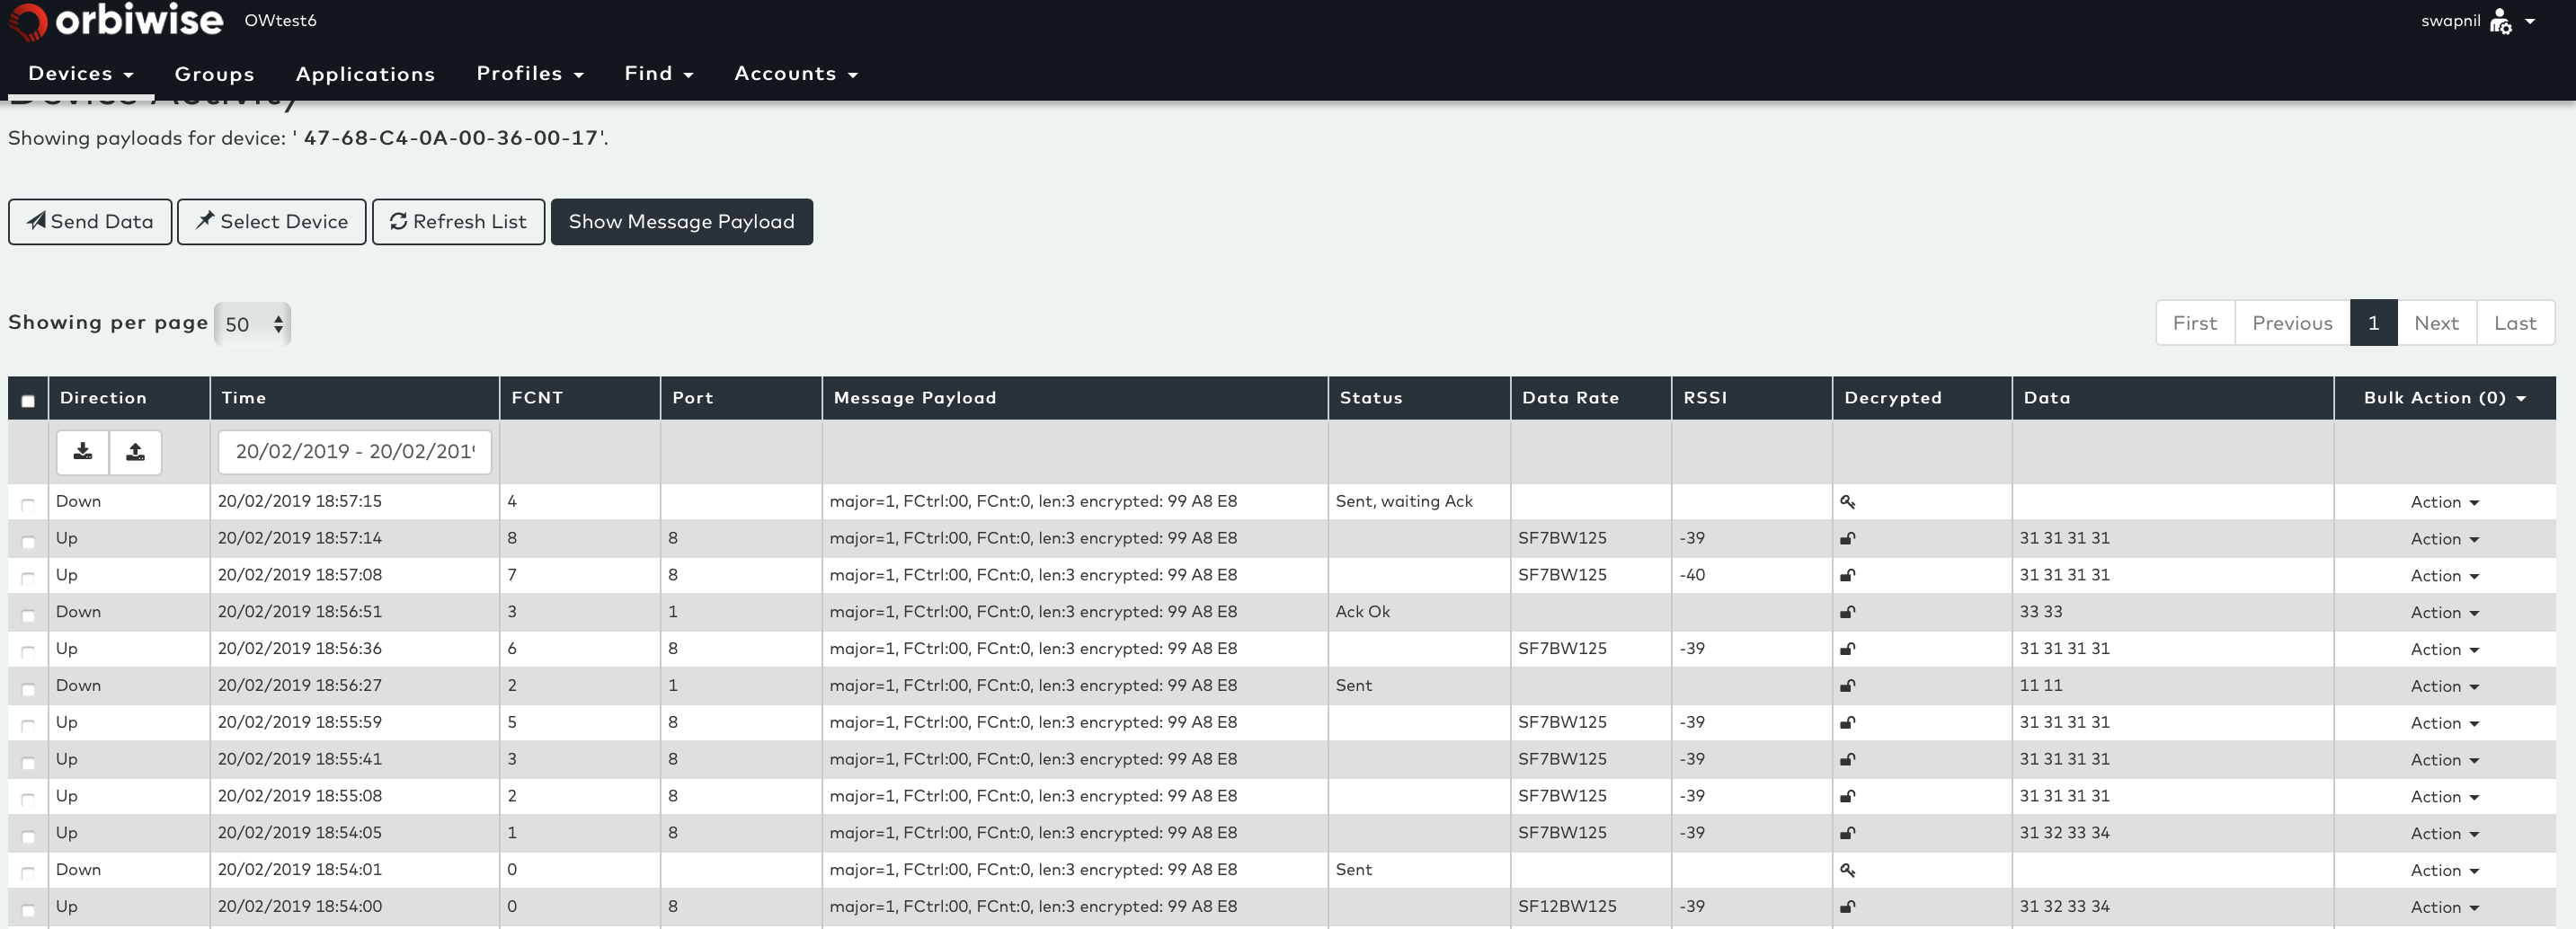 orbiwise OWtest6 swapnil
Devices Groups Applications Profiles Find Accounts
Device Activity
Showing payloads for device: ' 47-68-C4-0A-00-36-00-17'.
Send Data Select Device Refresh List Show Message Payload
Showing per page 50 First Previous 1 Next Last
Direction Time FCNT Port Message Payload Status Data Rate RSSI Decrypted Data Bulk Action (0)
20/02/2019 - 20/02/201
Down 20/02/2019 18:57:15 4 major=1, FCtrl:00, FCnt:0, len:3 encrypted: 99 A8 E8 Sent, waiting Ack Action
Up 20/02/2019 18:57:14 8 8 major=1, FCtrl:00, FCnt:0, len:3 encrypted: 99 A8 E8 SF7BW125 -39 31 31 31 31 Action
Up 20/02/2019 18:57:08 7 8 major=1, FCtrl:00, FCnt:0, len:3 encrypted: 99 A8 E8 SF7BW125 -40 31 31 31 31 Action
Down 20/02/2019 18:56:51 3 1 major=1, FCtrl:00, FCnt:0, len:3 encrypted: 99 A8 E8 Ack Ok 33 33 Action
Up 20/02/2019 18:56:36 6 8 major=1, FCtrl:00, FCnt:0, len:3 encrypted: 99 A8 E8 SF7BW125 -39 31 31 31 31 Action
Down 20/02/2019 18:56:27 2 1 major=1, FCtrl:00, FCnt:0, len:3 encrypted: 99 A8 E8 Sent 11 11 Action
Up 20/02/2019 18:55:59 5 8 major=1, FCtrl:00, FCnt:0, len:3 encrypted: 99 A8 E8 SF7BW125 -39 31 31 31 31 Action
Up 20/02/2019 18:55:41 3 8 major=1, FCtrl:00, FCnt:0, len:3 encrypted: 99 A8 E8 SF7BW125 -39 31 31 31 31 Action
Up 20/02/2019 18:55:08 2 8 major=1, FCtrl:00, FCnt:0, len:3 encrypted: 99 A8 E8 SF7BW125 -39 31 31 31 31 Action
Up 20/02/2019 18:54:05 1 8 major=1, FCtrl:00, FCnt:0, len:3 encrypted: 99 A8 E8 SF7BW125 -39 31 32 33 34 Action
Down 20/02/2019 18:54:01 0 major=1, FCtrl:00, FCnt:0, len:3 encrypted: 99 A8 E8 Sent Action
Up 20/02/2019 18:54:00 0 8 major=1, FCtrl:00, FCnt:0, len:3 encrypted: 99 A8 E8 SF12BW125 -39 31 32 33 34 Action